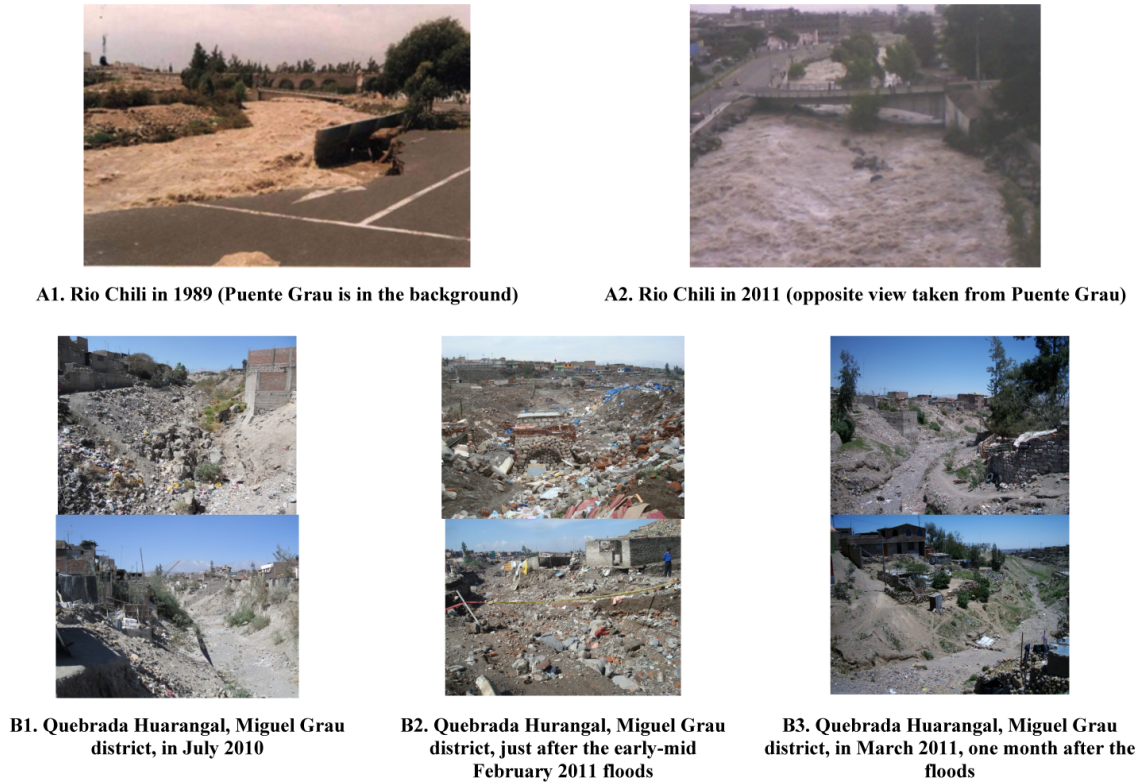 A1. Rio Chili in 1989 (Puente Grau is in the background)
A2. Rio Chili in 2011 (opposite view taken from Puente Grau)
B1. Quebrada Huarangal, Miguel Grau
district, in July 2010
B2. Quebrada Hurangal, Miguel Grau
district, just after the early-mid
February 2011 floods
B3. Quebrada Huarangal, Miguel Grau
district, in March 2011, one month after the
floods